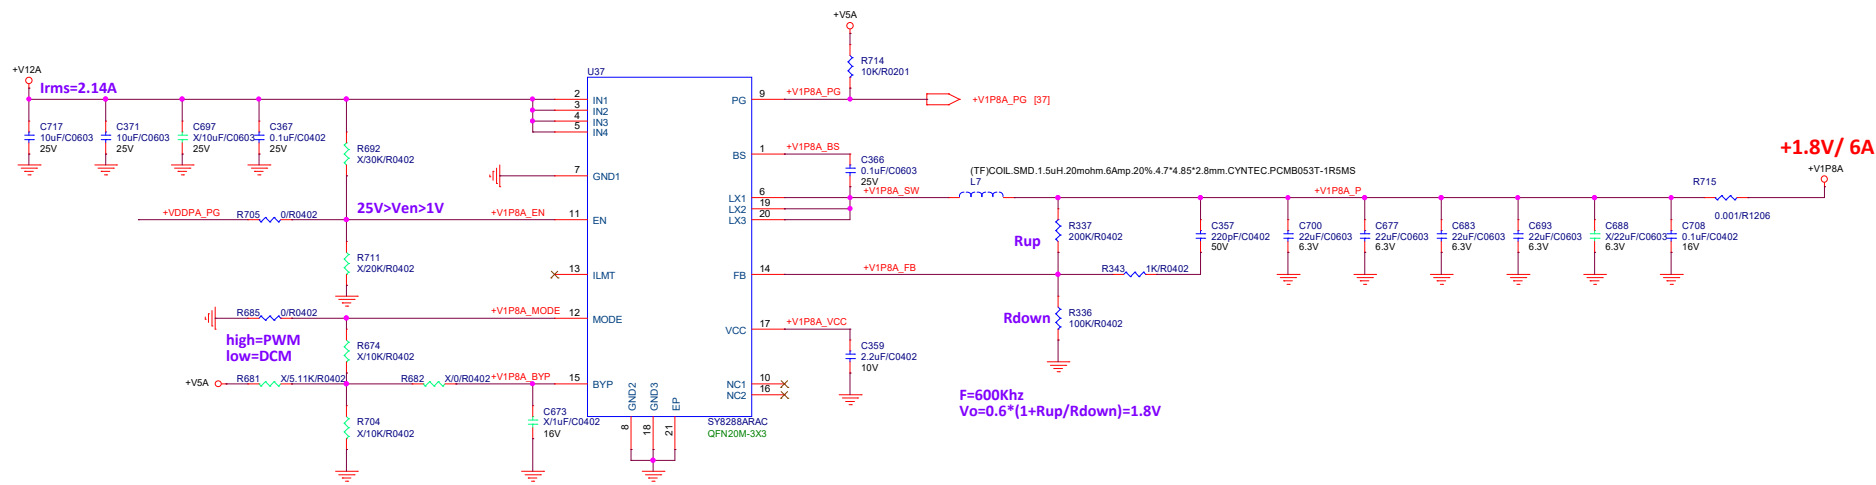 +V12A
Irms=2.14A
C717
10uF/C0603
25V
C371
10uF/C0603
25V
C697
X/10uF/C0603
25V
C367
0.1uF/C0402
25V
R692
X/30K/R0402
25V>Ven>1V
+VDDPA_PG
R705
0/R0402
+V1P8A_EN
R711
X/20K/R0402
R685
0/R0402
+V1P8A_MODE
high=PWM
low=DCM
R674
X/10K/R0402
+V5A
R681
X/5.11K/R0402
R682
X/0/R0402
+V1P8A_BYP
R704
X/10K/R0402
C673
X/1uF/C0402
16V
U37
2
3
4
5
7
11
13
12
15
IN1
IN2
IN3
IN4
GND1
EN
ILMT
MODE
BYP
GND2
GND3
EP
8
18
21
PG
BS
LX1
LX2
LX3
FB
VCC
NC1
NC2
9
1
6
19
20
14
17
10
16
SY8288ARAC
QFN20M-3X3
+V5A
R714
10K/R0201
+V1P8A_PG
+V1P8A_PG [37]
+V1P8A_BS
C366
0.1uF/C0603
25V
+V1P8A_SW
(TF)COIL.SMD.1.5uH.20mohm.6Amp.20%.4.7*4.85*2.8mm.CYNTEC.PCMB053T-1R5MS
L7
+V1P8A_P
Rup
R337
200K/R0402
+V1P8A_FB
R343
1K/R0402
Rdown
R336
100K/R0402
+V1P8A_VCC
C359
2.2uF/C0402
10V
F=600Khz
Vo=0.6*(1+Rup/Rdown)=1.8V
C357
220pF/C0402
50V
C700
22uF/C0603
6.3V
C677
22uF/C0603
6.3V
C683
22uF/C0603
6.3V
C693
22uF/C0603
6.3V
C688
X/22uF/C0603
6.3V
C708
0.1uF/C0402
16V
R715
0.001/R1206
+1.8V/ 6A
+V1P8A